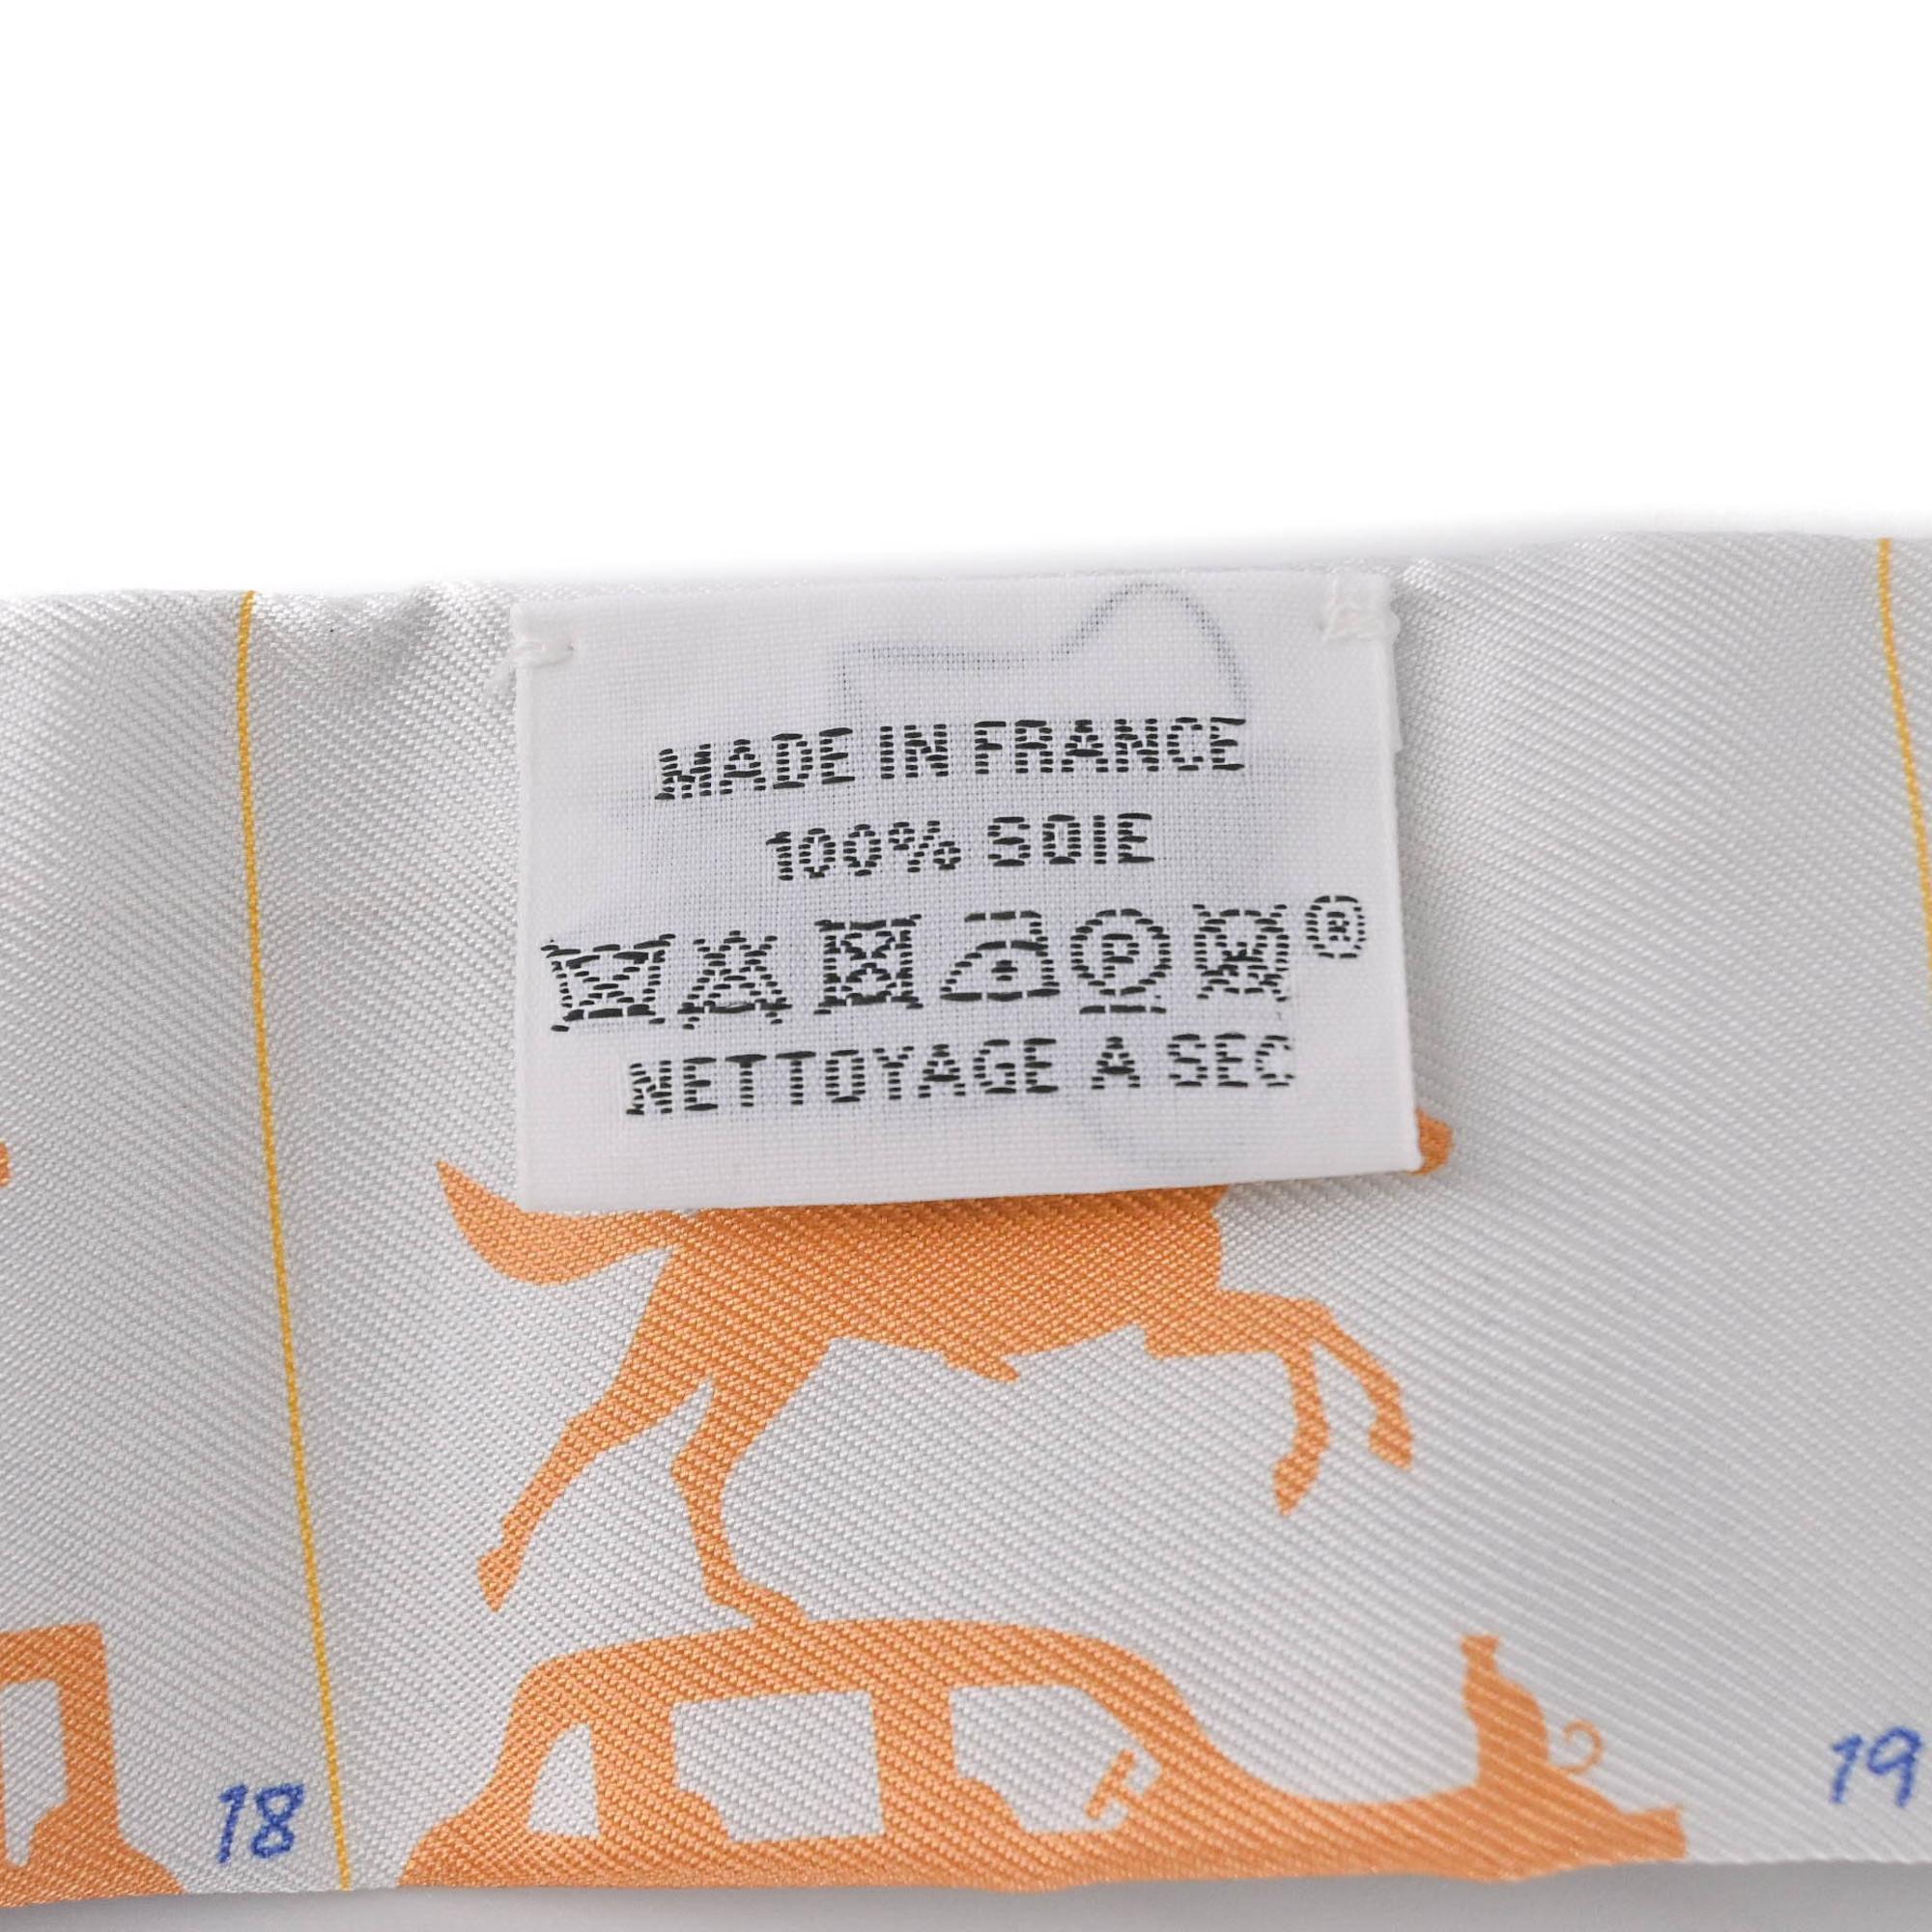 MADE IN FRANCE
100% SOIE
P ®
NETTOYAGE A SEC
18
19